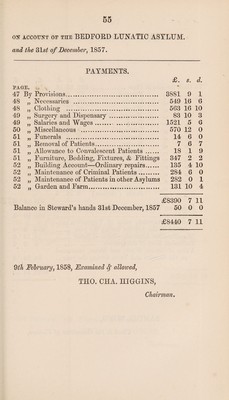 55
ON ACCOUNT OF THE BEDFORD LUNATIC ASYLUM,
and the 31st of December, 1857.
PAYMENTS.
£. s. d.
PAGE.
47 By Provisions 3881 9 1
48 „ Necessaries 549 16 6
48 „ Clothing 563 16 10
49 „ Surgery and Dispensary 83 10 3
49 „ Salaries and Wages 1521 5 6
50 „ Miscellaneous 570 12 0
51 „ Funerals 14 6 0
51 „ Removal of Patients 7 6 7
51 „ Allowance to Convalescent Patients 18 1 9
51 „ Furniture, Bedding, Fixtures, & Fittings 347 2 2
52 „ Building Account—Ordinary repairs 135 4 10
52 „ Maintenance of Criminal Patients 284 6 0
52 „ Maintenance of Patients in other Asylums 282 0 1
52 „ Garden and Farm 131 10 4
£8390 7 11
Balance in Steward's hands 31st December, 1857 50 0 0
£8440 7 11
9th February, 1858, Examined & allowed,
THO. CHA. HIGGINS,
Chairman.